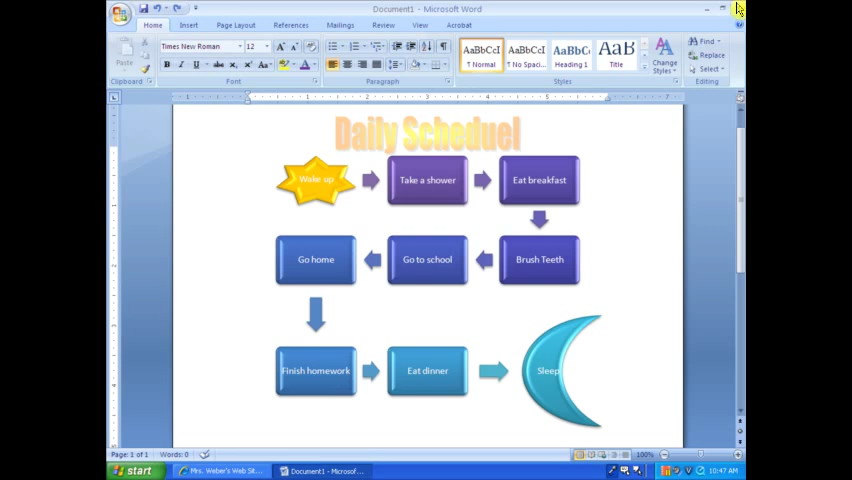 Document1 - Microsoft Word
Home Insert Page Layout References Mailings Review View Acrobat
Paste
Times New Roman 12
AaBbCcI AaBbCcI AaBbC AaB
¶ Normal ¶ No Spaci... Heading 1 Title
Change Styles
Find
Replace
Select
Clipboard Font Paragraph Styles Editing
Daily Scheduel
Wake up
Take a shower
Eat breakfast
Brush Teeth
Go to school
Go home
Finish homework
Eat dinner
Sleep
Page: 1 of 1 Words: 0 100%
start Mrs. Weber's Web Sit... Document1 - Microsof... 10:47 AM